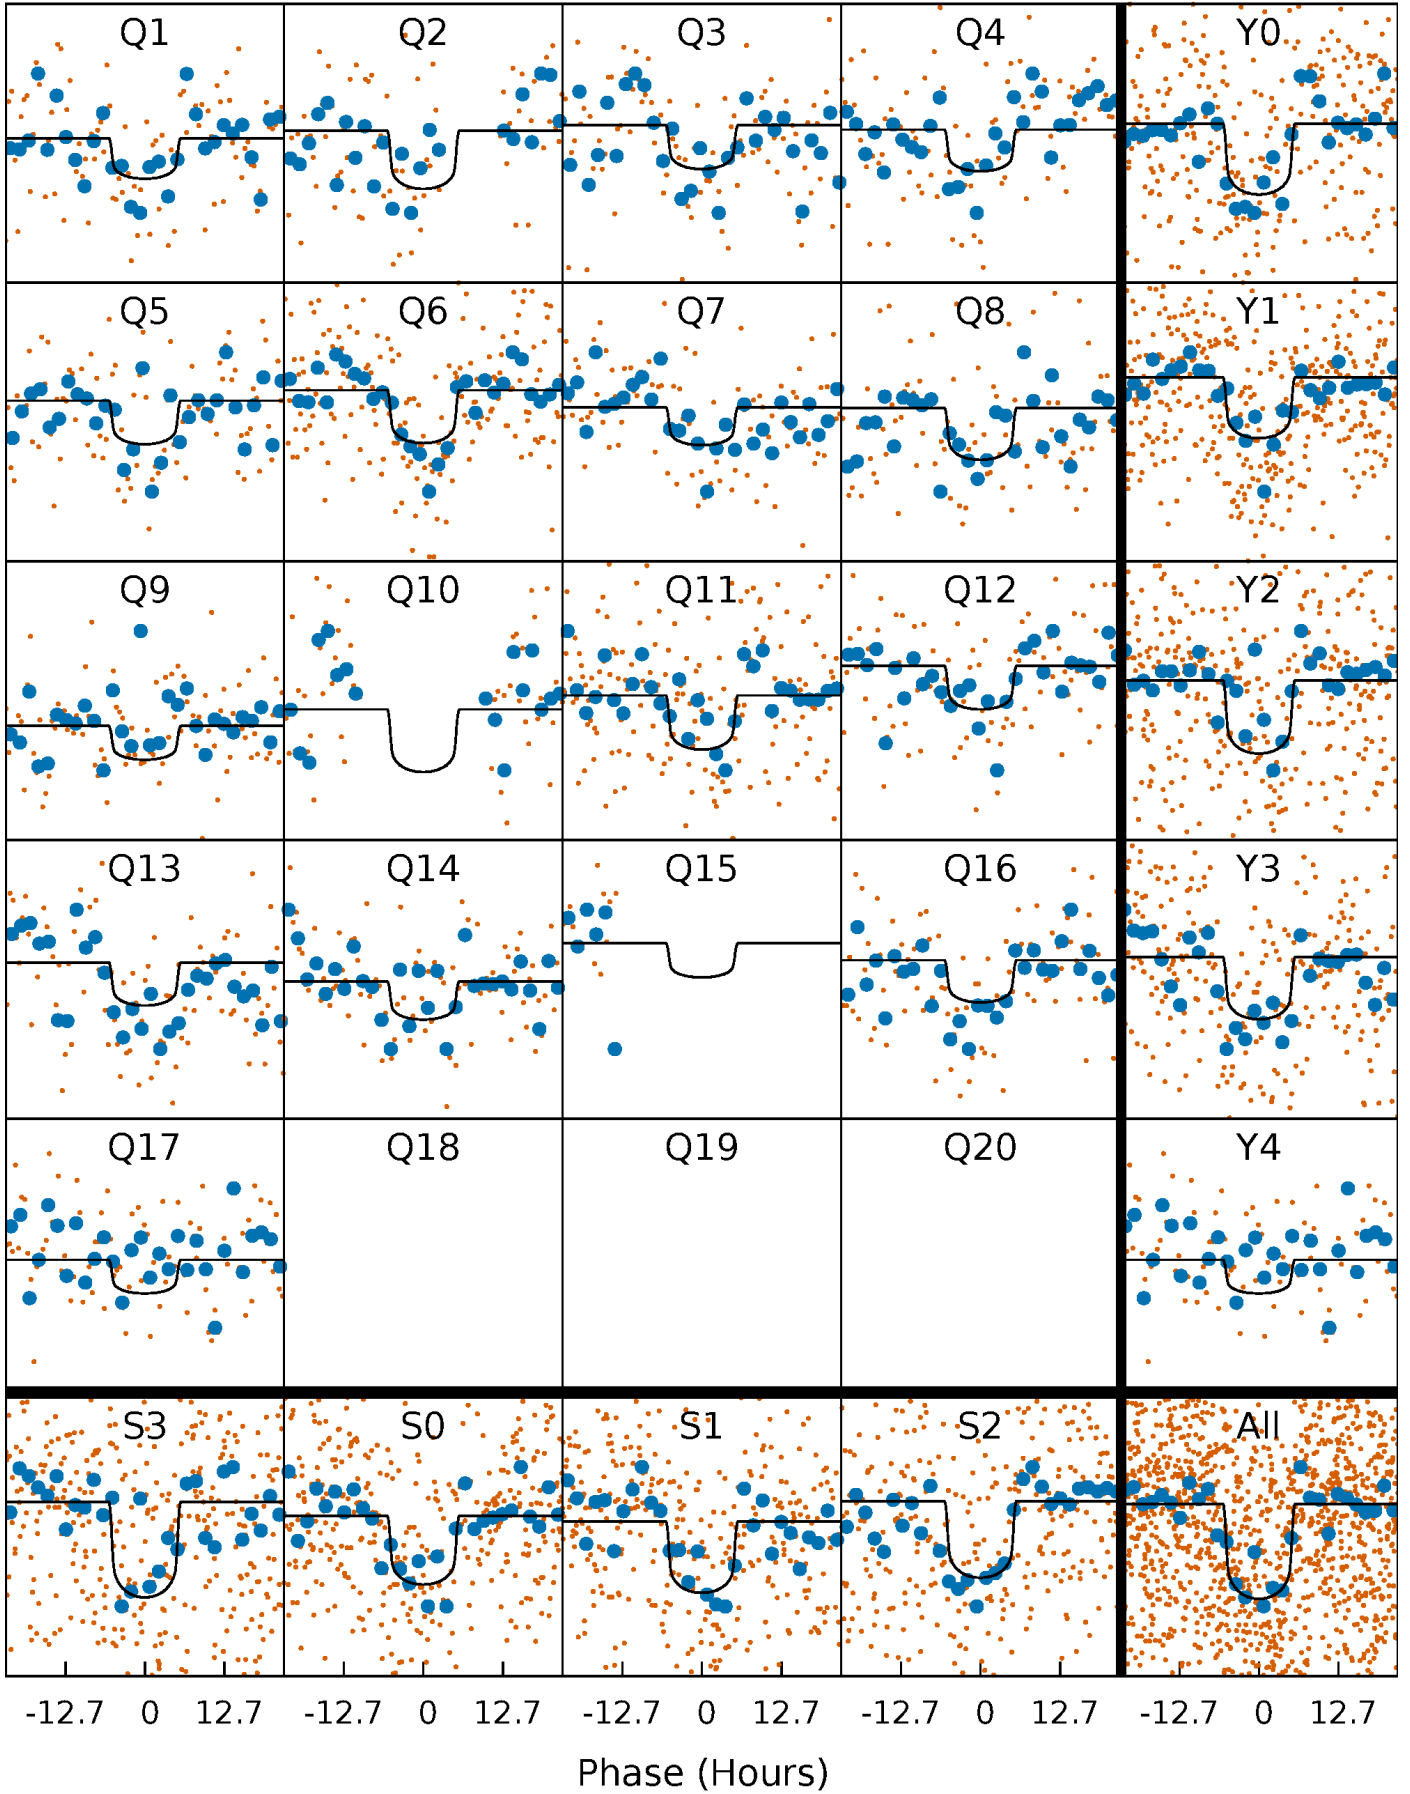 Q1 Q2 Q3 Q4 Y0
Q5 Q6 Q7 Q8 Y1
Q9 Q10 Q11 Q12 Y2
Q13 Q14 Q15 Q16 Y3
Q17 Q18 Q19 Q20 Y4
S3 S0 S1 S2 All
-12.7 0 12.7 -12.7 0 12.7 -12.7 0 12.7 -12.7 0 12.7 -12.7 0 12.7
Phase (Hours)